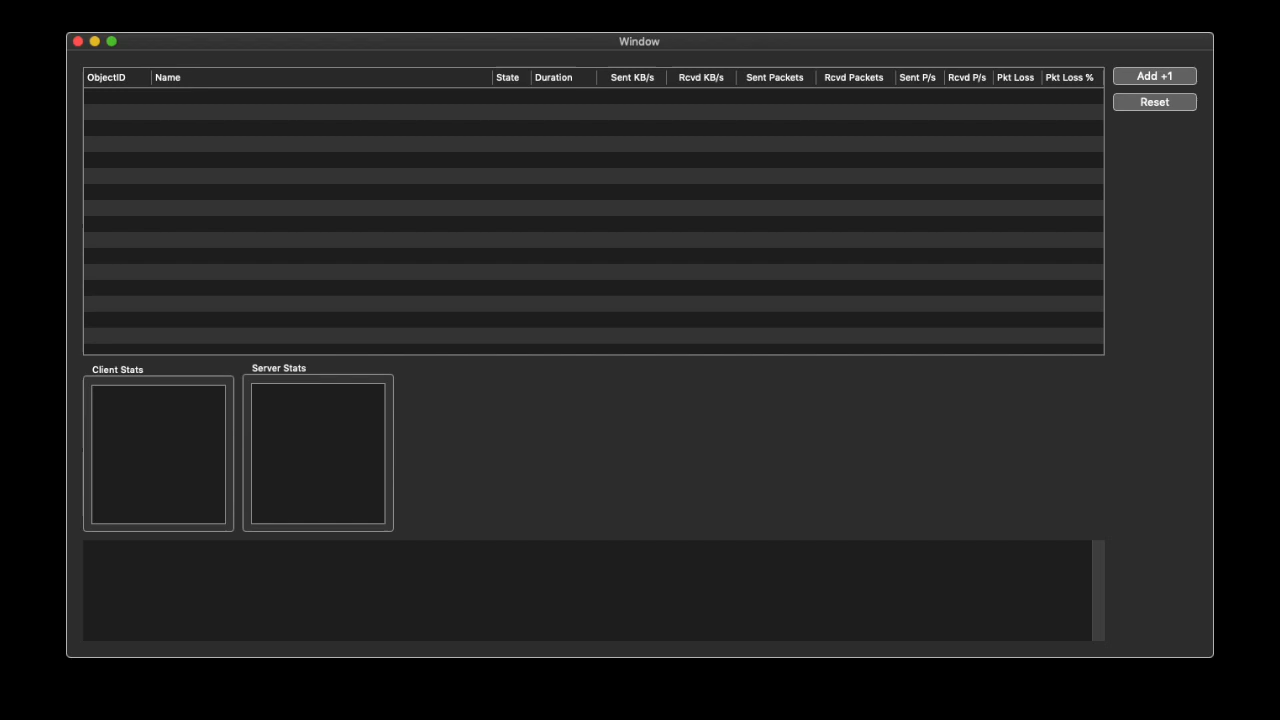 Window
ObjectID Name State Duration Sent KB/s Rcvd KB/s Sent Packets Rcvd Packets Sent P/s Rcvd P/s Pkt Loss Pkt Loss %
Add +1
Reset
Client Stats
Server Stats